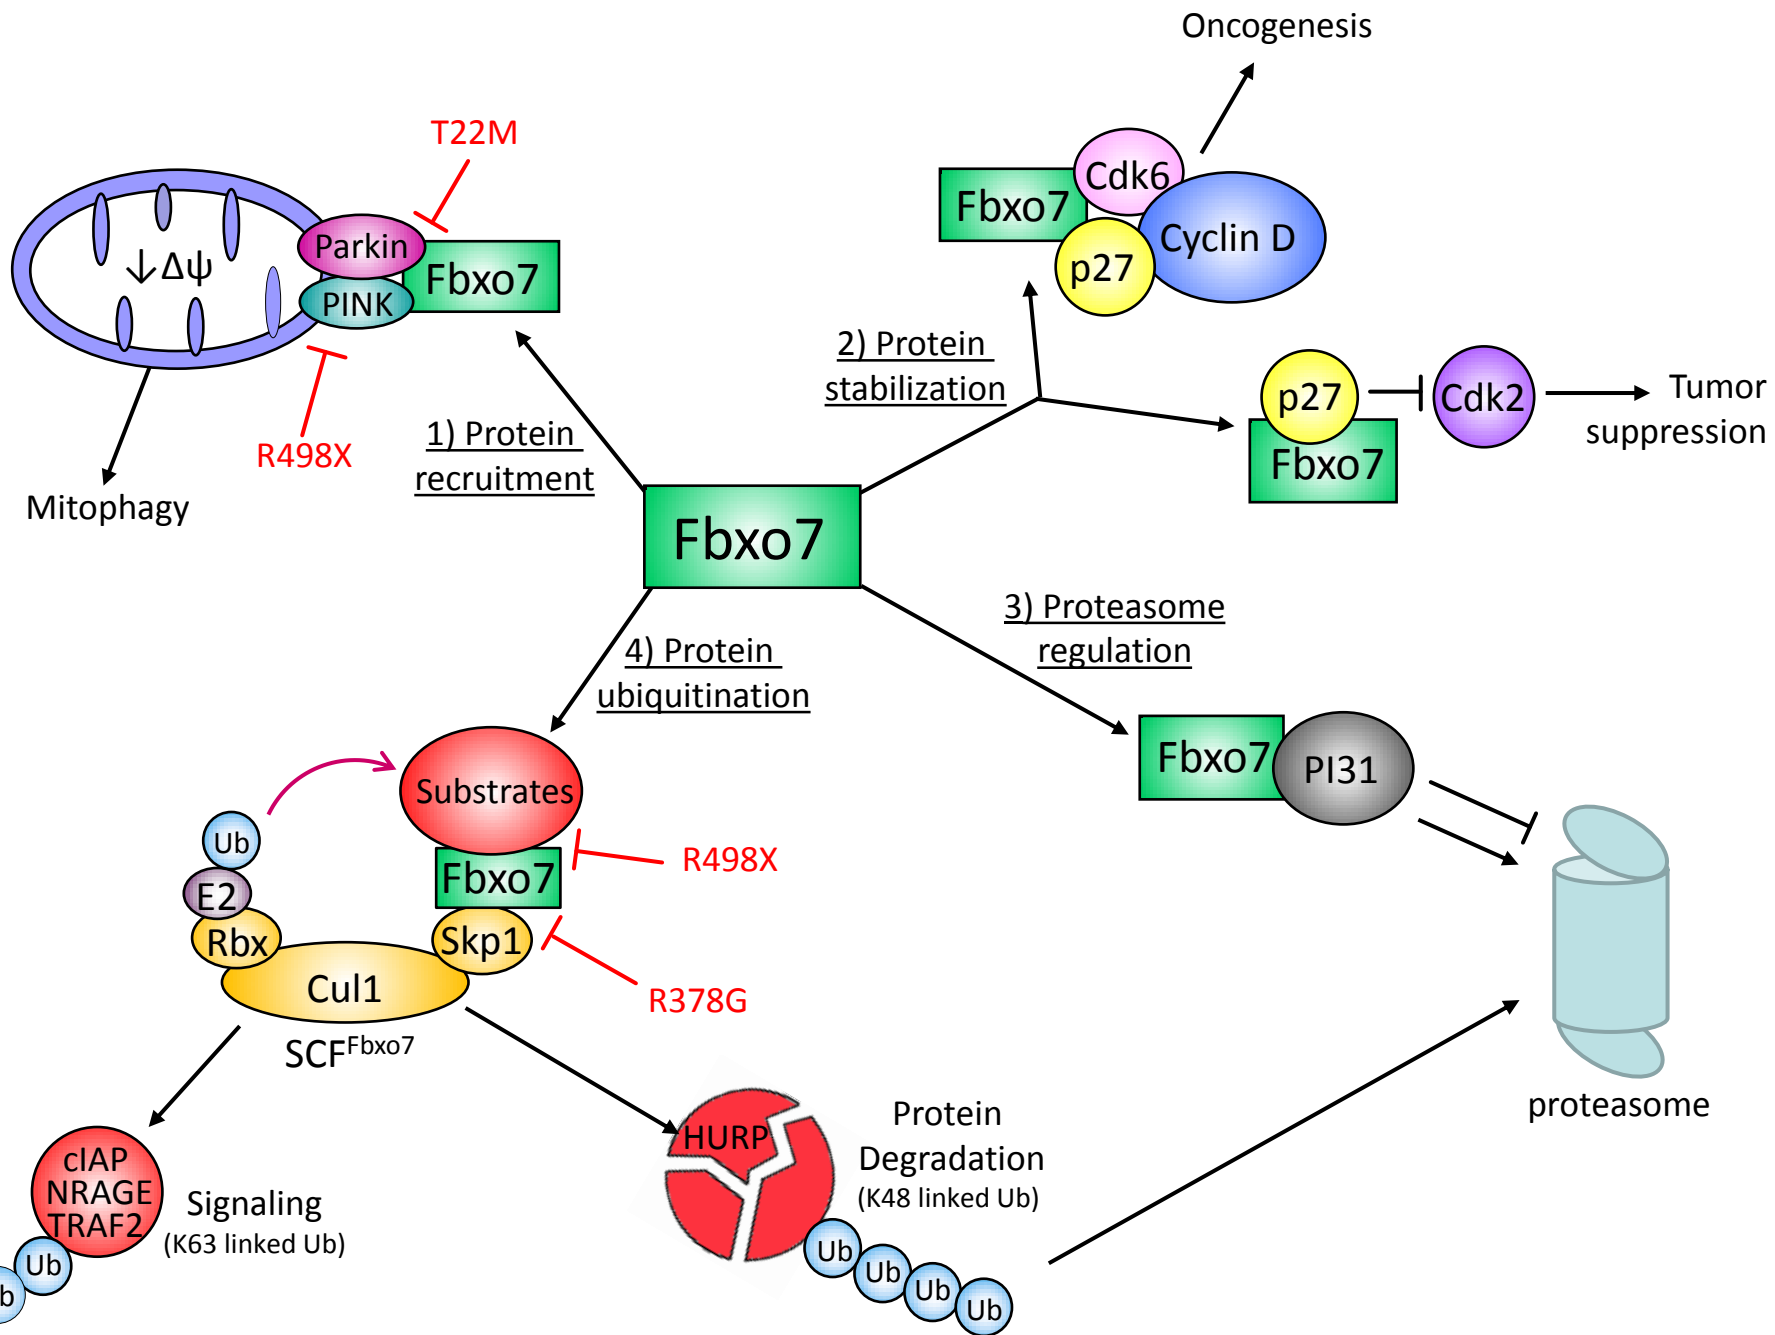 Oncogenesis
T22M
Cdk6
Fbxo7
Cyclin D
p27
Parkin
Fbxo7
↓Δψ
PINK
2) Protein
stabilization
p27
Cdk2
Tumor
suppression
Fbxo7
R498X
1) Protein
recruitment
Mitophagy
Fbxo7
3) Proteasome
regulation
4) Protein
ubiquitination
Fbxo7
PI31
Substrates
Ub
R498X
Fbxo7
E2
Rbx
Skp1
Cul1
R378G
SCFFbxo7
proteasome
HURP
Protein
Degradation
(K48 linked Ub)
cIAP
NRAGE
TRAF2
Signaling
(K63 linked Ub)
Ub
b
Ub
Ub
Ub
Ub